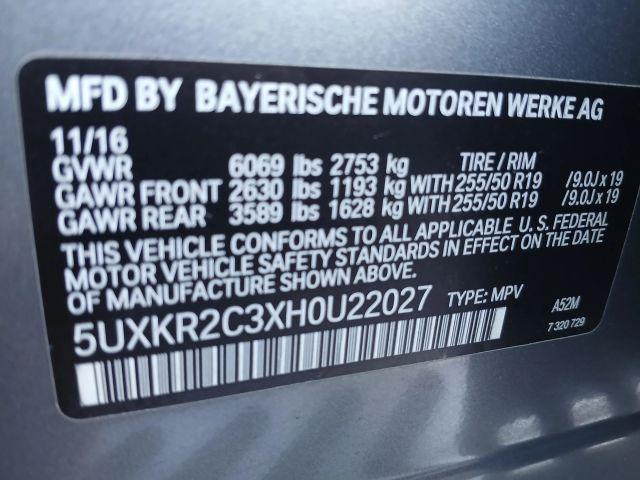 MFD BY BAYERISCHE MOTOREN WERKE AG
11/16
GVWR 6069 lbs 2753 kg TIRE / RIM
GAWR FRONT 2630 lbs 1193 kg WITH 255/50 R19 /9.0J x 19
GAWR REAR 3589 lbs 1628 kg WITH 255/50 R19 /9.0J x 19
THIS VEHICLE CONFORMS TO ALL APPLICABLE U. S. FEDERAL
MOTOR VEHICLE SAFETY STANDARDS IN EFFECT ON THE DATE
OF MANUFACTURE SHOWN ABOVE.
5UXKR2C3XH0U22027 TYPE: MPV A52M
7 320 729